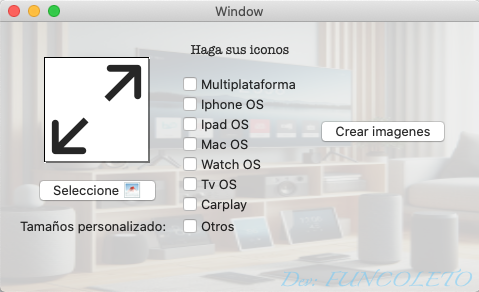 Window
Haga sus iconos
Multiplataforma
Iphone OS
Ipad OS
Mac OS
Watch OS
Tv OS
Carplay
Seleccione
Tamaños personalizado:
Otros
Crear imagenes
Dev: FUNCOLETO